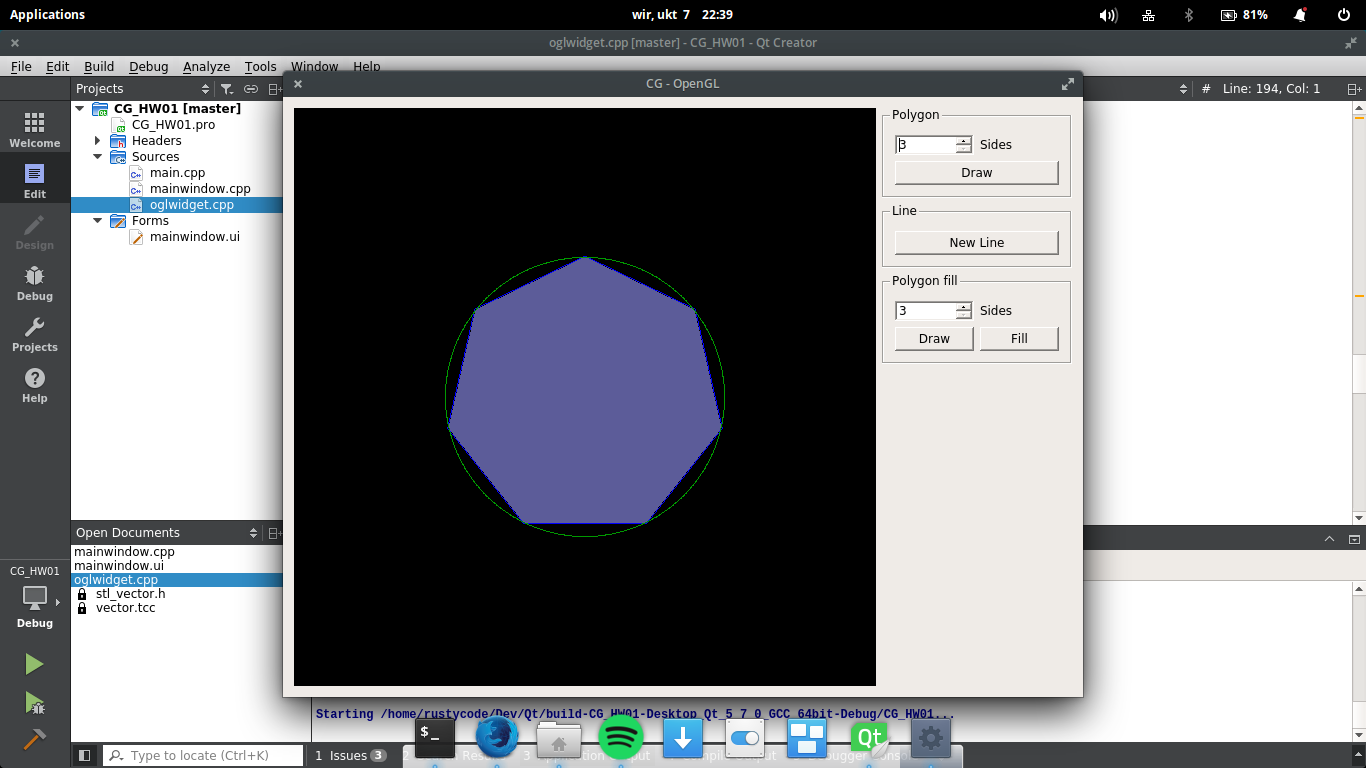 Applications
wir, ukt 7 22:39
81%
oglwidget.cpp [master] - CG_HW01 - Qt Creator
File Edit Build Debug Analyze Tools Window Help
Projects
# Line: 194, Col: 1
CG - OpenGL
Welcome
Edit
Design
Debug
Projects
Help
CG_HW01 [master]
CG_HW01.pro
Headers
Sources
main.cpp
mainwindow.cpp
oglwidget.cpp
Forms
mainwindow.ui
Polygon
3 Sides
Draw
Line
New Line
Polygon fill
3 Sides
Draw Fill
Open Documents
mainwindow.cpp
mainwindow.ui
oglwidget.cpp
stl_vector.h
vector.tcc
CG_HW01
Debug
Starting /home/rustycode/Dev/Qt/build-CG_HW01-Desktop_Qt_5_7_0_GCC_64bit-Debug/CG_HW01...
$_
Qt
Type to locate (Ctrl+K)
1 Issues 3